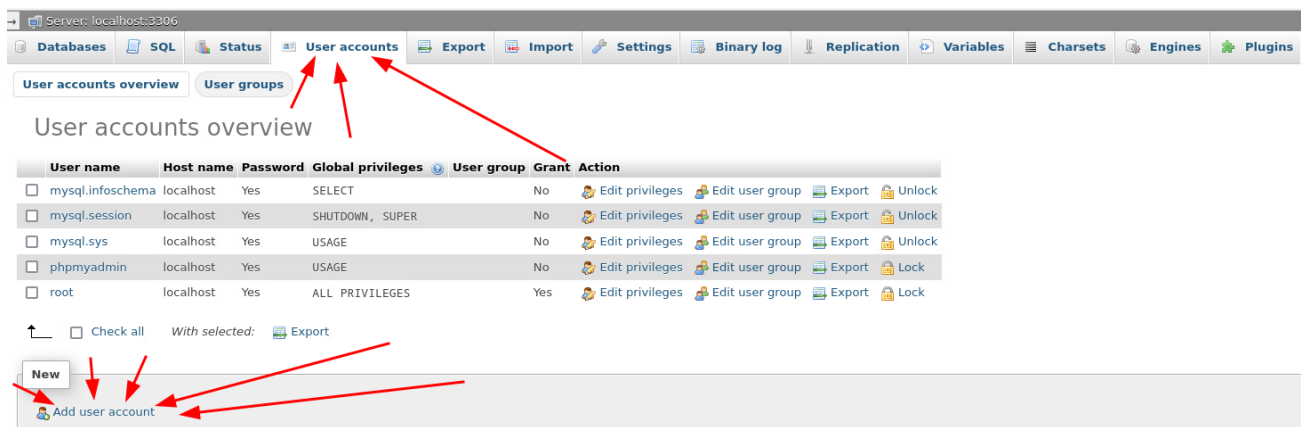 Server: localhost:3306
Databases SQL Status User accounts Export Import Settings Binary log Replication Variables Charsets Engines Plugins
User accounts overview User groups
User accounts overview
User name Host name Password Global privileges User group Grant Action
mysql.infoschema localhost Yes SELECT No Edit privileges Edit user group Export Unlock
mysql.session localhost Yes SHUTDOWN, SUPER No Edit privileges Edit user group Export Unlock
mysql.sys localhost Yes USAGE No Edit privileges Edit user group Export Unlock
phpmyadmin localhost Yes USAGE No Edit privileges Edit user group Export Lock
root localhost Yes ALL PRIVILEGES Yes Edit privileges Edit user group Export Lock
Check all With selected: Export
New
Add user account